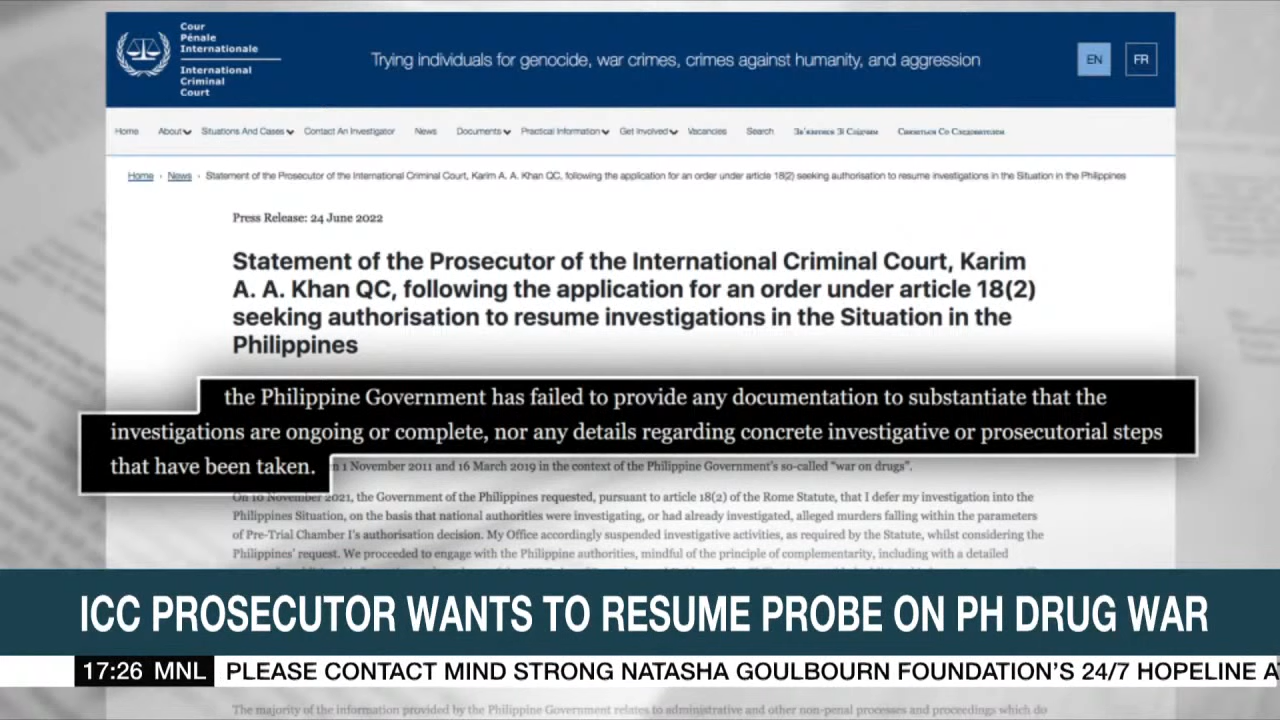 Cour
Pénale
Internationale
International
Criminal
Court
Trying individuals for genocide, war crimes, crimes against humanity, and aggression
EN
FR
Home
About
Situations And Cases
Contact An Investigator
News
Documents
Practical Information
Get Involved
Vacancies
Search
Зв'язатися Зі Слідчим
Связаться Со Следователем
Home › News › Statement of the Prosecutor of the International Criminal Court, Karim A. A. Khan QC, following the application for an order under article 18(2) seeking authorisation to resume investigations in the Situation in the Philippines
Press Release: 24 June 2022
Statement of the Prosecutor of the International Criminal Court, Karim
A. A. Khan QC, following the application for an order under article 18(2)
seeking authorisation to resume investigations in the Situation in the
Philippines
the Philippine Government has failed to provide any documentation to substantiate that the
investigations are ongoing or complete, nor any details regarding concrete investigative or prosecutorial steps
that have been taken.
1 November 2011 and 16 March 2019 in the context of the Philippine Government's so-called “war on drugs”.
On 10 November 2021, the Government of the Philippines requested, pursuant to article 18(2) of the Rome Statute, that I defer my investigation into the
Philippines Situation, on the basis that national authorities were investigating, or had already investigated, alleged murders falling within the parameters
of Pre-Trial Chamber I's authorisation decision. My Office accordingly suspended investigative activities, as required by the Statute, whilst considering the
Philippines' request. We proceeded to engage with the Philippine authorities, mindful of the principle of complementarity, including with a detailed
ICC PROSECUTOR WANTS TO RESUME PROBE ON PH DRUG WAR
17:26 MNL
PLEASE CONTACT MIND STRONG NATASHA GOULBOURN FOUNDATION'S 24/7 HOPELINE A
The majority of the information provided by the Philippine Government relates to administrative and other non-penal processes and proceedings which do